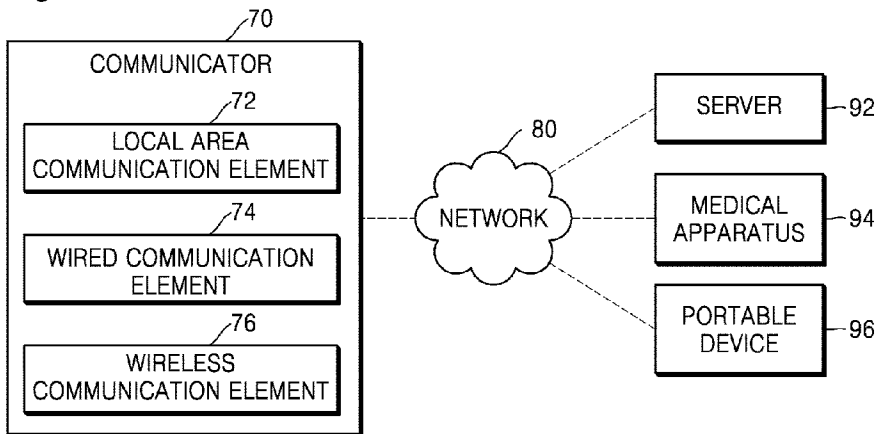 70
COMMUNICATOR
72
LOCAL AREA
COMMUNICATION ELEMENT
74
WIRED COMMUNICATION
ELEMENT
76
WIRELESS
COMMUNICATION ELEMENT
80
NETWORK
SERVER
92
MEDICAL
APPARATUS
94
PORTABLE
DEVICE
96